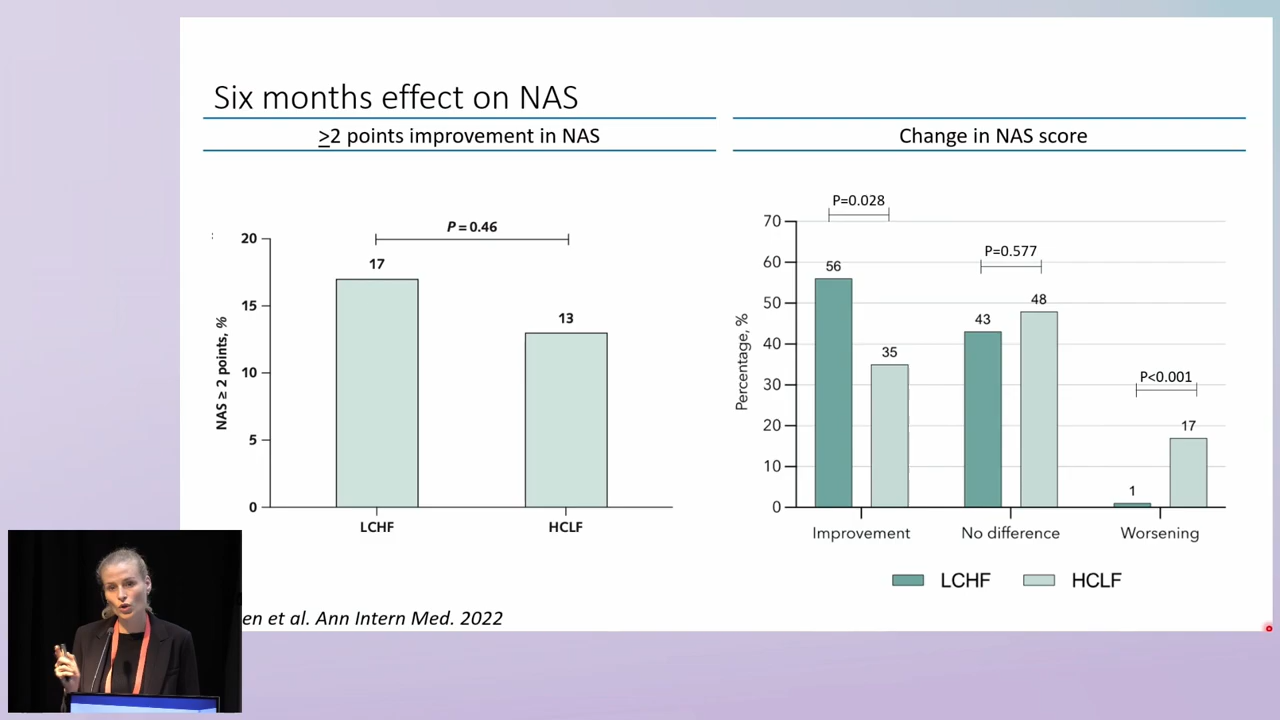 Six months effect on NAS
≥2 points improvement in NAS
Change in NAS score
P = 0.46
20
15
10
5
0
NAS ≥ 2 points, %
17
13
LCHF
HCLF
P=0.028
P=0.577
P<0.001
70
60
50
40
30
20
10
0
Percentage, %
56
35
43
48
1
17
Improvement
No difference
Worsening
LCHF
HCLF
en et al. Ann Intern Med. 2022